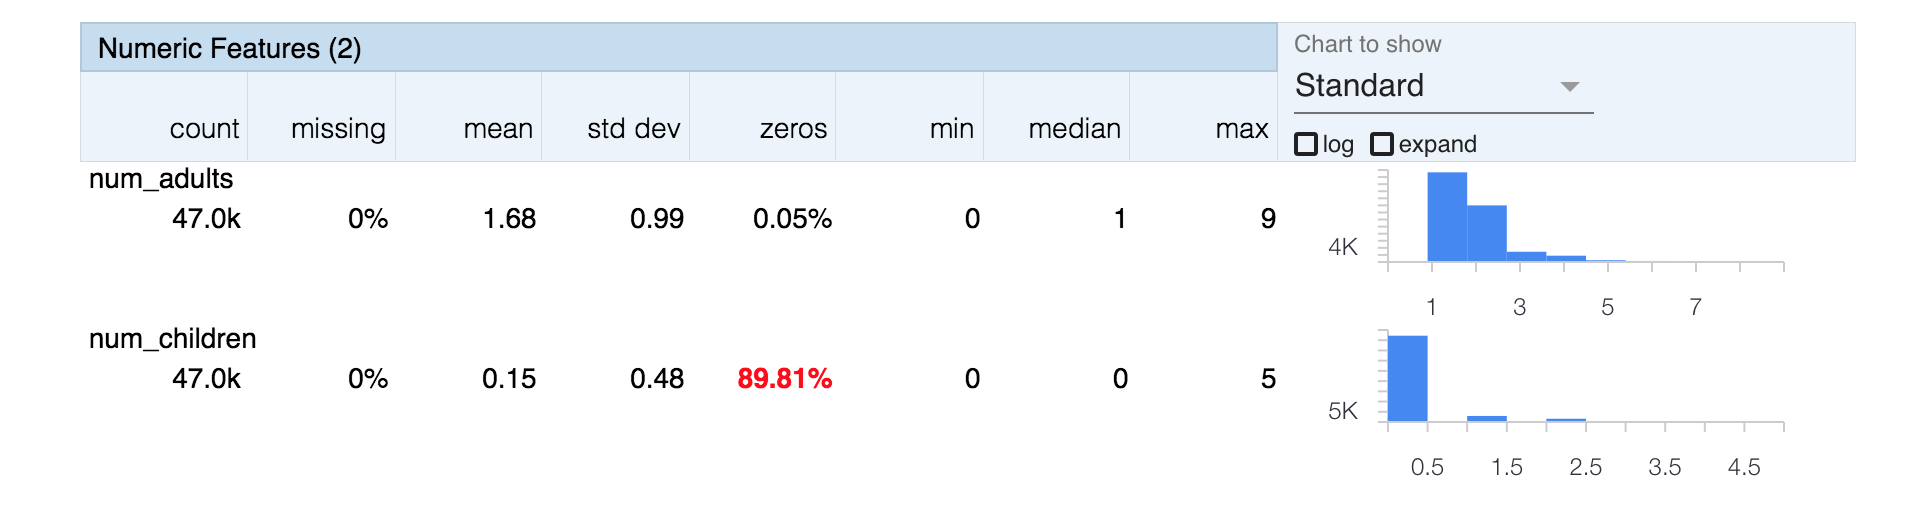 Numeric Features (2)
Chart to show
Standard
count missing mean std dev zeros min median max
log expand
num_adults
47.0k 0% 1.68 0.99 0.05% 0 1 9
4K
1 3 5 7
num_children
47.0k 0% 0.15 0.48 89.81% 0 0 5
5K
0.5 1.5 2.5 3.5 4.5